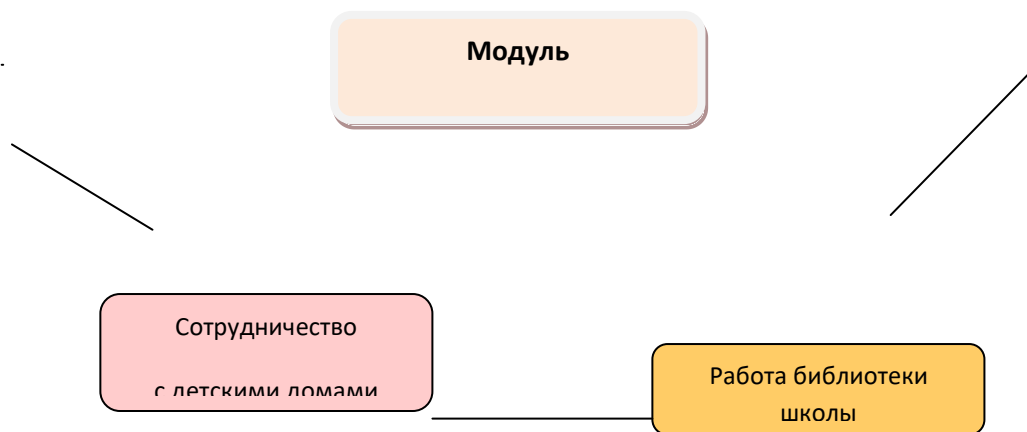 Модуль
Сотрудничество
с детскими домами
Работа библиотеки
школы